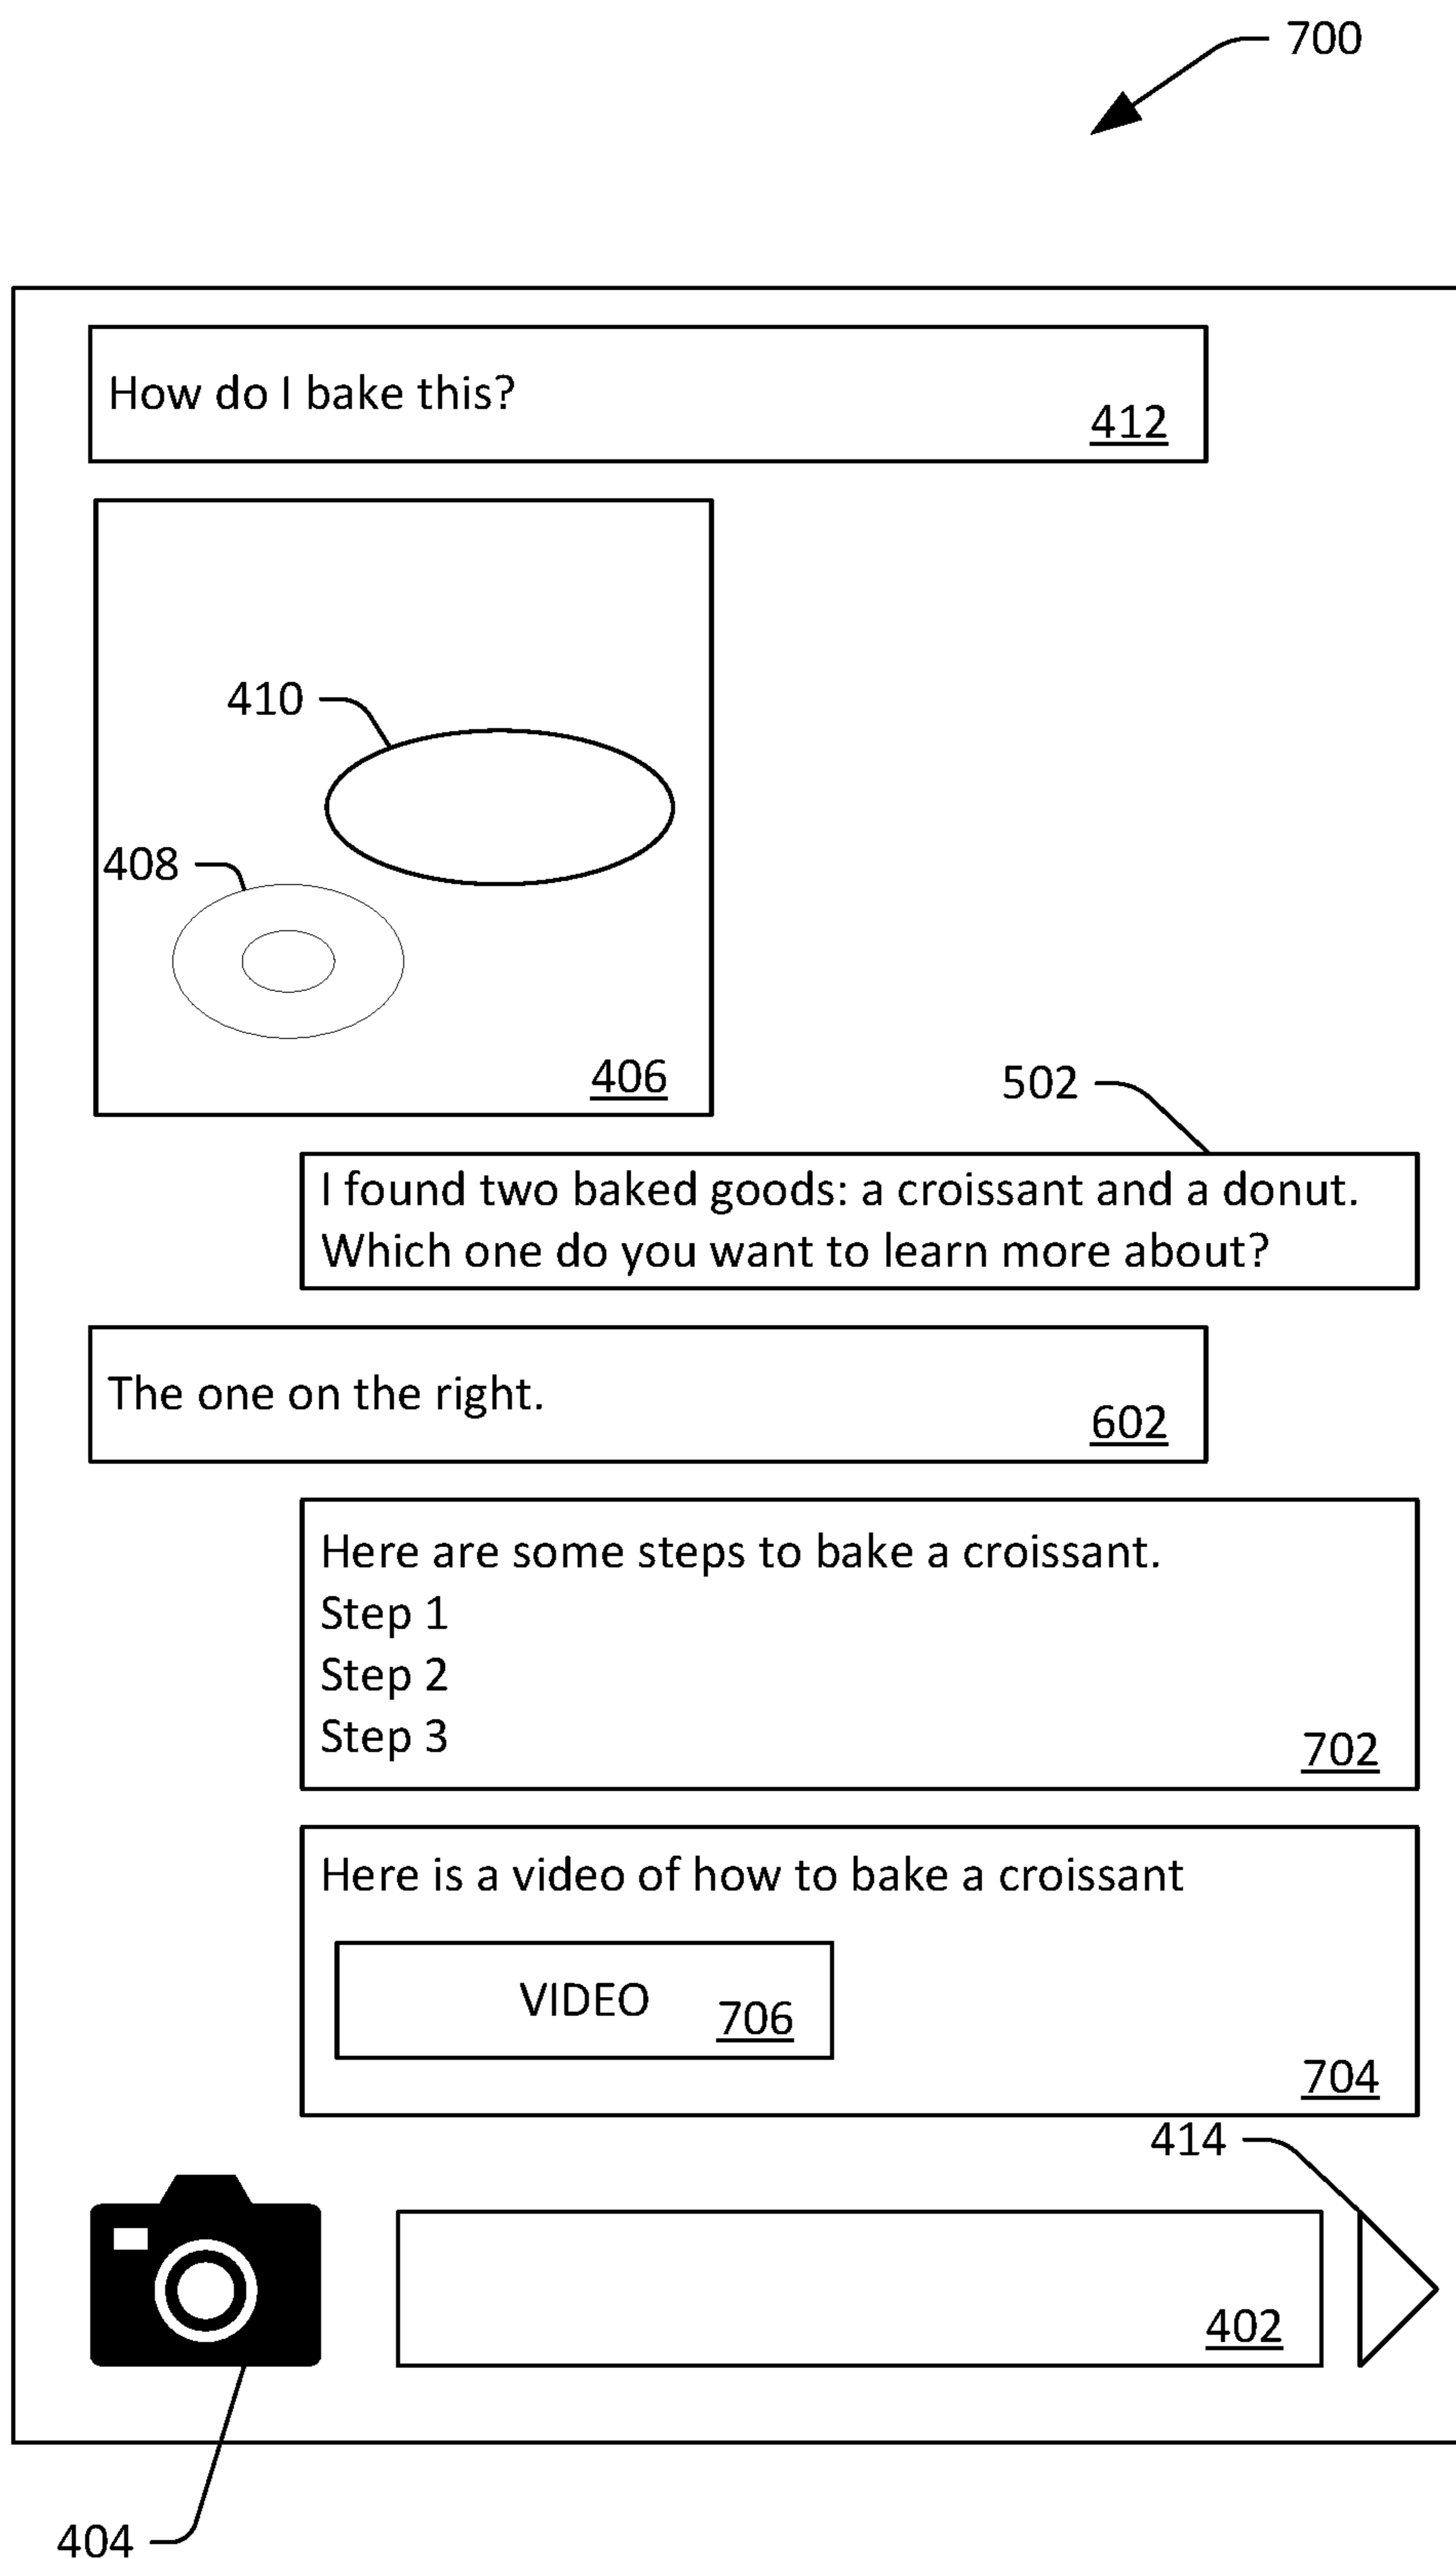 700
How do I bake this?
412
410
408
406
502
I found two baked goods: a croissant and a donut.
Which one do you want to learn more about?
The one on the right.
602
Here are some steps to bake a croissant.
Step 1
Step 2
Step 3
702
Here is a video of how to bake a croissant
VIDEO
706
704
414
402
404